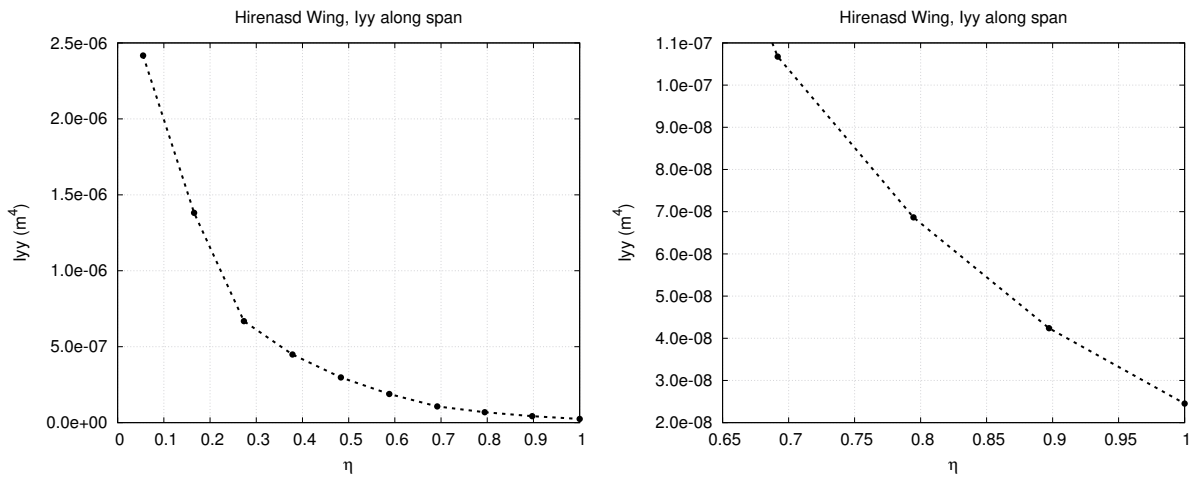 Hirenasd Wing, Iyy along span
2.5e-06
2.0e-06
1.5e-06
1.0e-06
5.0e-07
0.0e+00
Iyy (m^4)
0 0.1 0.2 0.3 0.4 0.5 0.6 0.7 0.8 0.9 1
η
Hirenasd Wing, Iyy along span
1.1e-07
1.0e-07
9.0e-08
8.0e-08
7.0e-08
6.0e-08
5.0e-08
4.0e-08
3.0e-08
2.0e-08
Iyy (m^4)
0.65 0.7 0.75 0.8 0.85 0.9 0.95 1
η